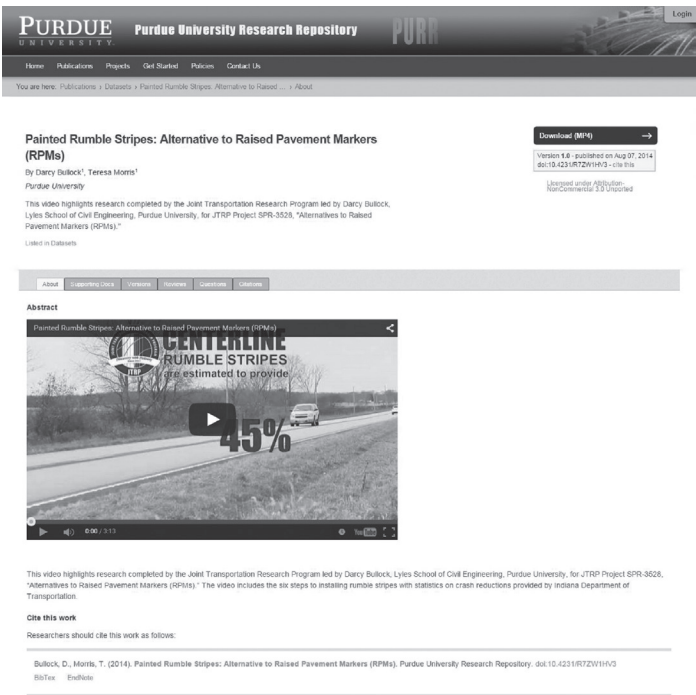 PURDUE
UNIVERSITY.
Purdue University Research Repository
PURR
Login
Home Publications Projects Get Started Policies Contact Us
You are here: Publications › Datasets › Painted Rumble Stripes: Alternative to Raised ... › About
Painted Rumble Stripes: Alternative to Raised Pavement Markers
(RPMs)
By Darcy Bullock¹, Teresa Morris¹
Purdue University
This video highlights research completed by the Joint Transportation Research Program led by Darcy Bullock,
Lyles School of Civil Engineering, Purdue University, for JTRP Project SPR-3528, "Alternatives to Raised
Pavement Markers (RPMs)."
Listed in Datasets
Download (MP4) →
Version 1.0 - published on Aug 07, 2014
doi:10.4231/R7ZW1HV3 - cite this
Licensed under Attribution-
NonCommercial 3.0 Unported
About Supporting Docs Versions Reviews Questions Citations
Abstract
Painted Rumble Stripes: Alternative to Raised Pavement Markers (RPMs)
JTRP
CENTERLINE
RUMBLE STRIPES
are estimated to provide
45%
0:00 / 3:13
YouTube
This video highlights research completed by the Joint Transportation Research Program led by Darcy Bullock, Lyles School of Civil Engineering, Purdue University, for JTRP Project SPR-3528,
"Alternatives to Raised Pavement Markers (RPMs)." The video includes the six steps to installing rumble stripes with statistics on crash reductions provided by Indiana Department of
Transportation.
Cite this work
Researchers should cite this work as follows:
Bullock, D., Morris, T. (2014). Painted Rumble Stripes: Alternative to Raised Pavement Markers (RPMs). Purdue University Research Repository. doi:10.4231/R7ZW1HV3
BibTex EndNote